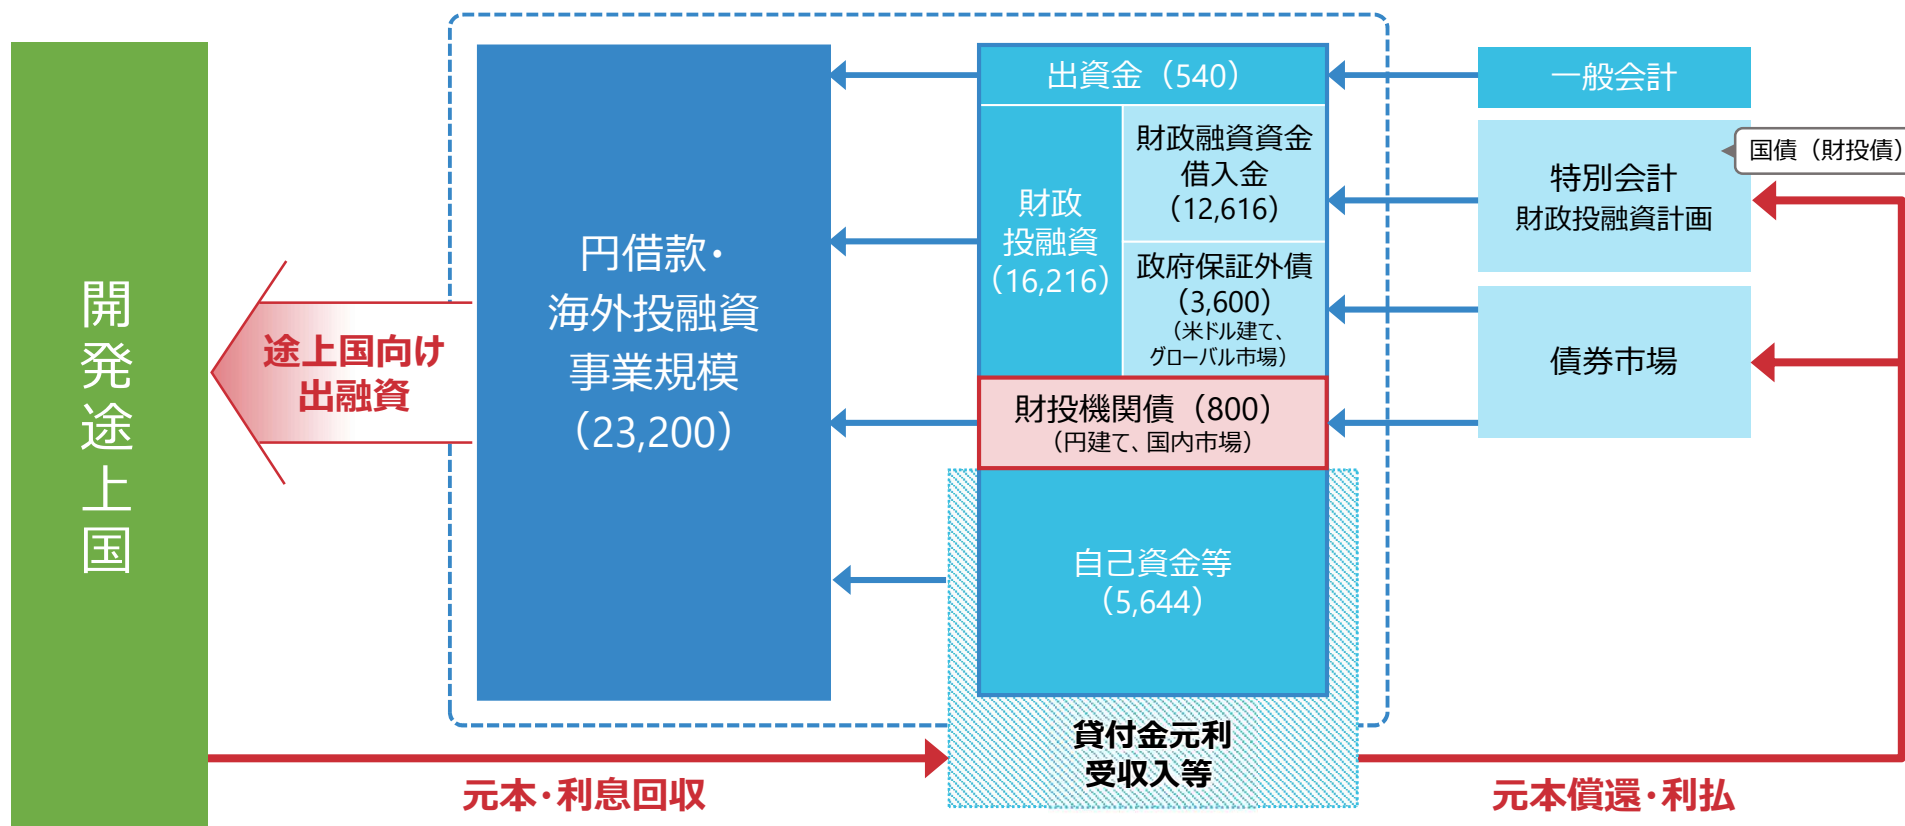 開発途上国
途上国向け
出融資
円借款・
海外投融資
事業規模
（23,200）
出資金（540）
財政
投融資
（16,216）
財政融資資金
借入金
（12,616）
政府保証外債
（3,600）
（米ドル建て、
グローバル市場）
財投機関債（800）
（円建て、国内市場）
自己資金等
（5,644）
貸付金元利
受収入等
一般会計
特別会計
財政投融資計画
国債（財投債）
債券市場
元本・利息回収
元本償還・利払